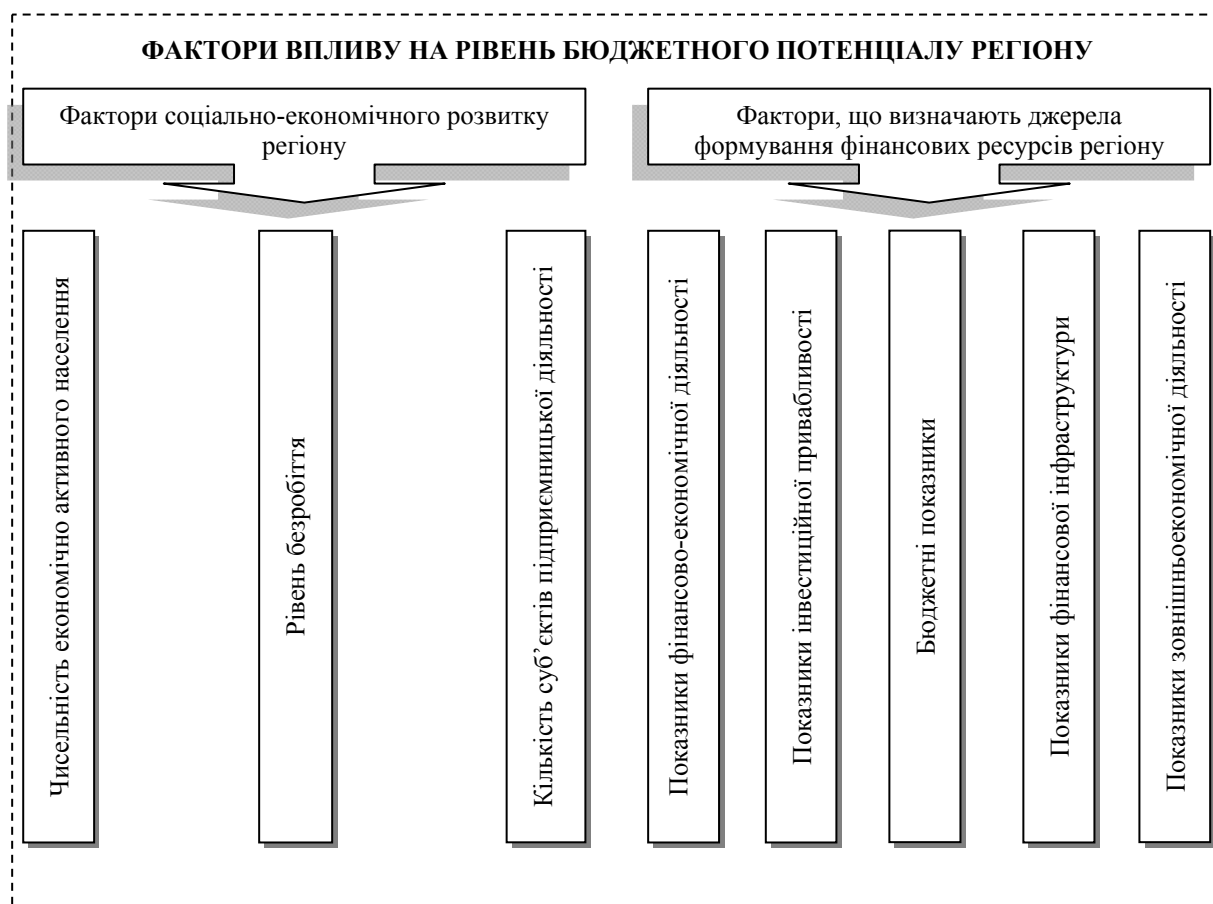 ФАКТОРИ ВПЛИВУ НА РІВЕНЬ БЮДЖЕТНОГО ПОТЕНЦІАЛУ РЕГІОНУ
Фактори соціально-економічного розвитку
регіону
Фактори, що визначають джерела
формування фінансових ресурсів регіону
Чисельність економічно активного населення
Рівень безробіття
Кількість суб’єктів підприємницької діяльності
Показники фінансово-економічної діяльності
Показники інвестиційної привабливості
Бюджетні показники
Показники фінансової інфраструктури
Показники зовнішньоекономічної діяльності